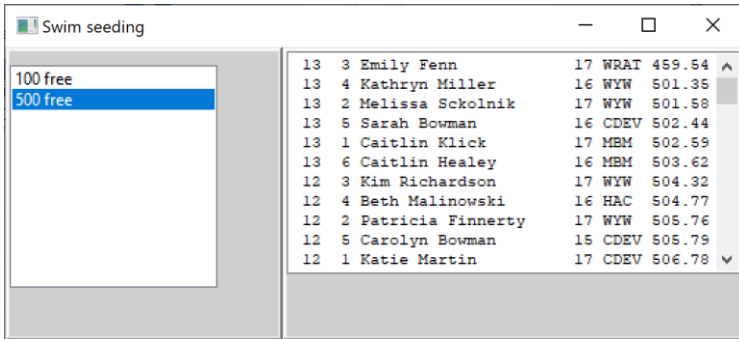 Swim seeding
100 free
500 free
13 3 Emily Fenn 17 WRAT 459.54
13 4 Kathryn Miller 16 WYW 501.35
13 2 Melissa Sckolnik 17 WYW 501.58
13 5 Sarah Bowman 16 CDEV 502.44
13 1 Caitlin Klick 17 MBM 502.59
13 6 Caitlin Healey 16 MBM 503.62
12 3 Kim Richardson 17 WYW 504.32
12 4 Beth Malinowski 16 HAC 504.77
12 2 Patricia Finnerty 17 WYW 505.76
12 5 Carolyn Bowman 15 CDEV 505.79
12 1 Katie Martin 17 CDEV 506.78